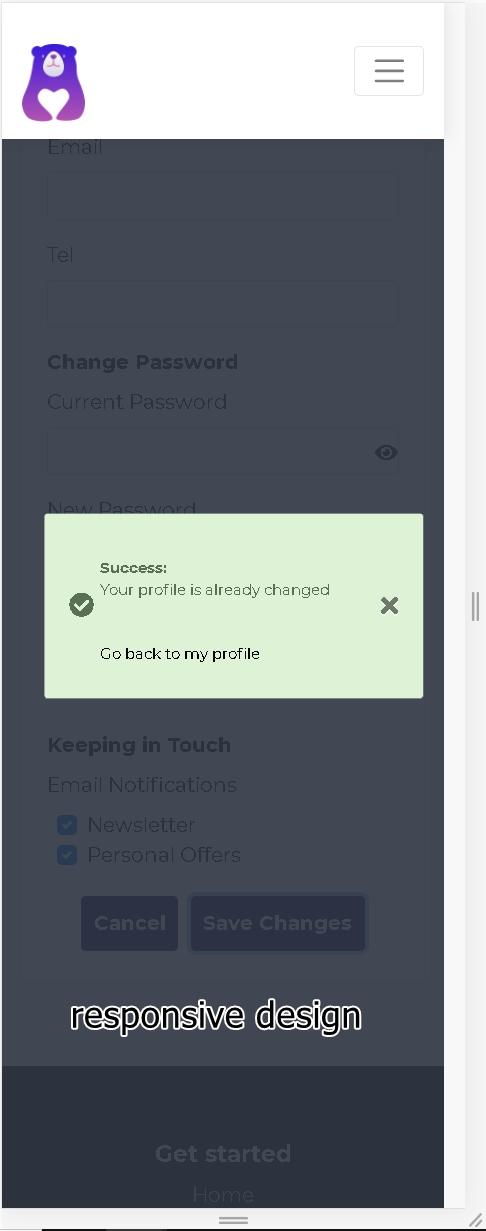 Email
Tel
Change Password
Current Password
New Password
Success:
Your profile is already changed
Go back to my profile
Keeping in Touch
Email Notifications
Newsletter
Personal Offers
Cancel Save Changes
responsive design
Get started
Home